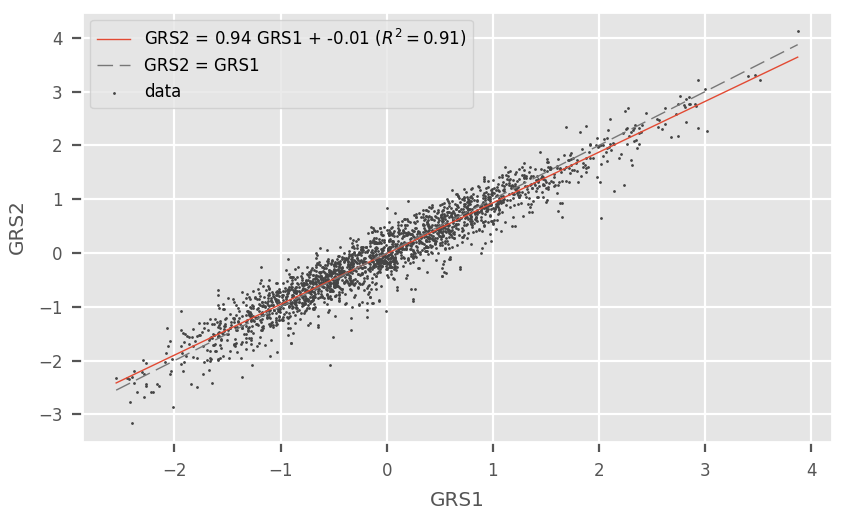 GRS2 = 0.94 GRS1 + -0.01 (R² = 0.91)
GRS2 = GRS1
data
4
3
2
1
0
−1
−2
−3
GRS2
−2 −1 0 1 2 3 4
GRS1